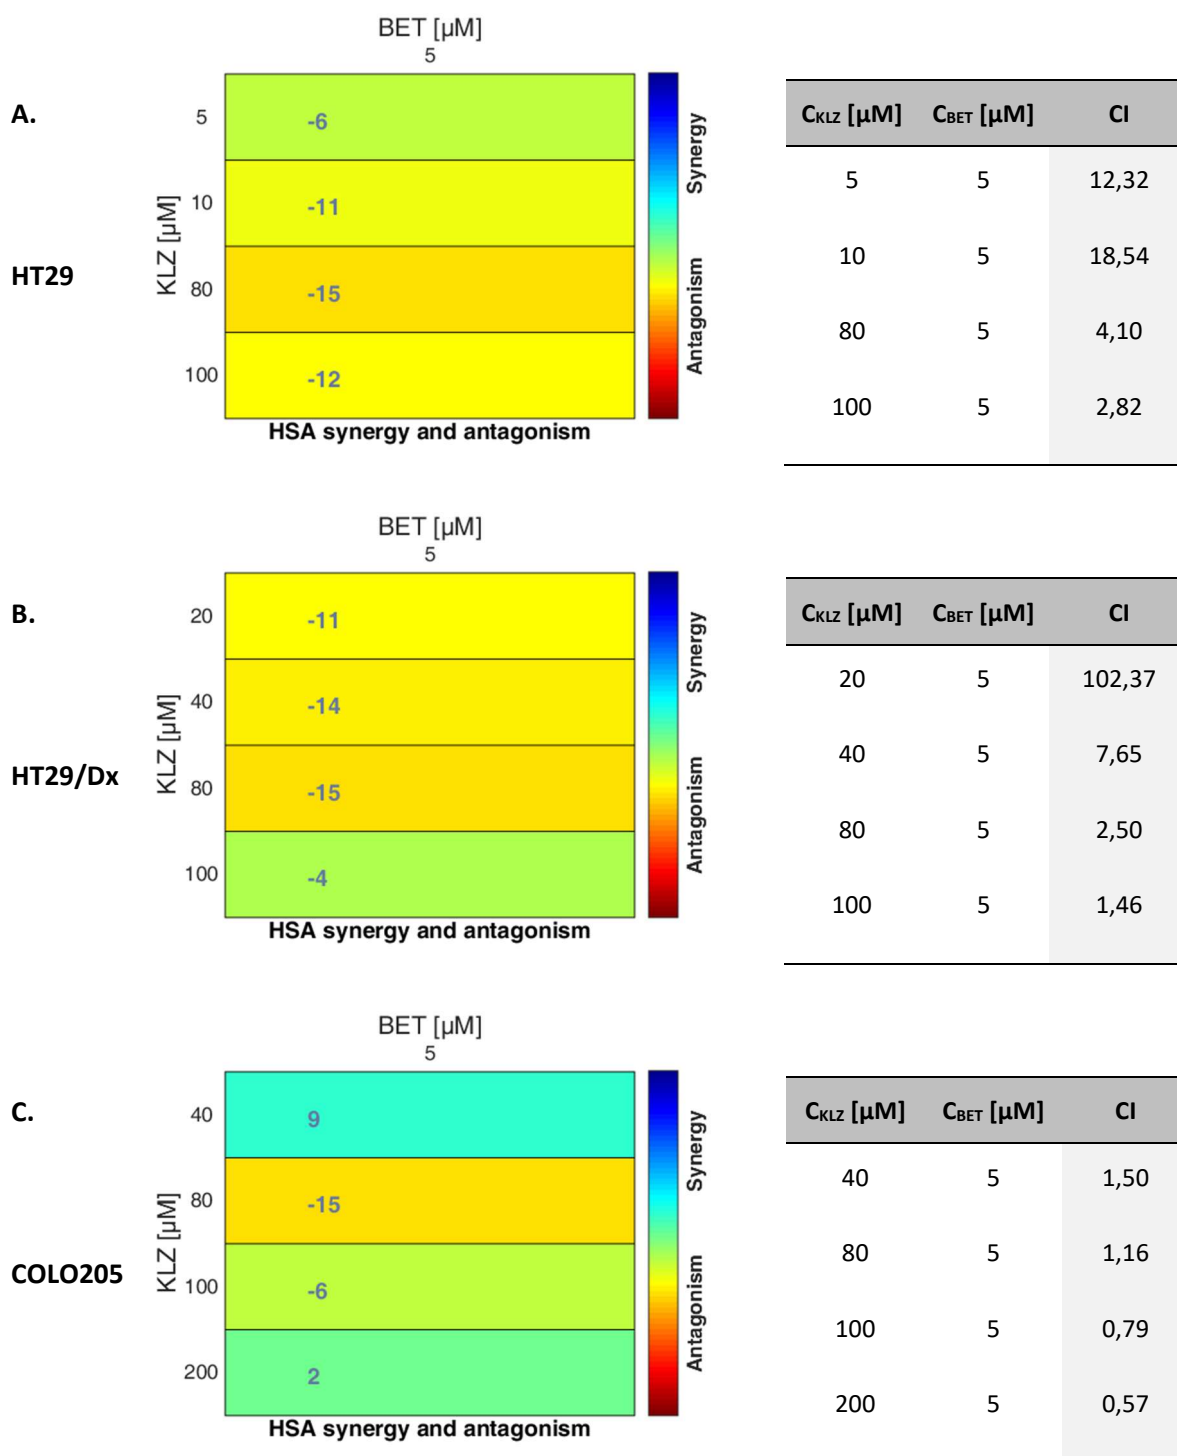 A.
HT29
BET [µM]
5
KLZ [µM]
5
-6
10
-11
80
-15
100
-12
HSA synergy and antagonism
Synergy
Antagonism
CKLZ [µM] CBET [µM] CI
5 5 12,32
10 5 18,54
80 5 4,10
100 5 2,82
B.
HT29/Dx
BET [µM]
5
KLZ [µM]
20
-11
40
-14
80
-15
100
-4
HSA synergy and antagonism
Synergy
Antagonism
CKLZ [µM] CBET [µM] CI
20 5 102,37
40 5 7,65
80 5 2,50
100 5 1,46
C.
COLO205
BET [µM]
5
KLZ [µM]
40
9
80
-15
100
-6
200
2
HSA synergy and antagonism
Synergy
Antagonism
CKLZ [µM] CBET [µM] CI
40 5 1,50
80 5 1,16
100 5 0,79
200 5 0,57